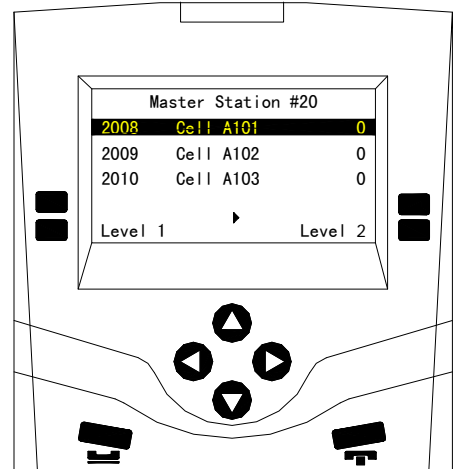 Master Station #20
2008 Cell A101 0
2009 Cell A102 0
2010 Cell A103 0
Level 1 Level 2